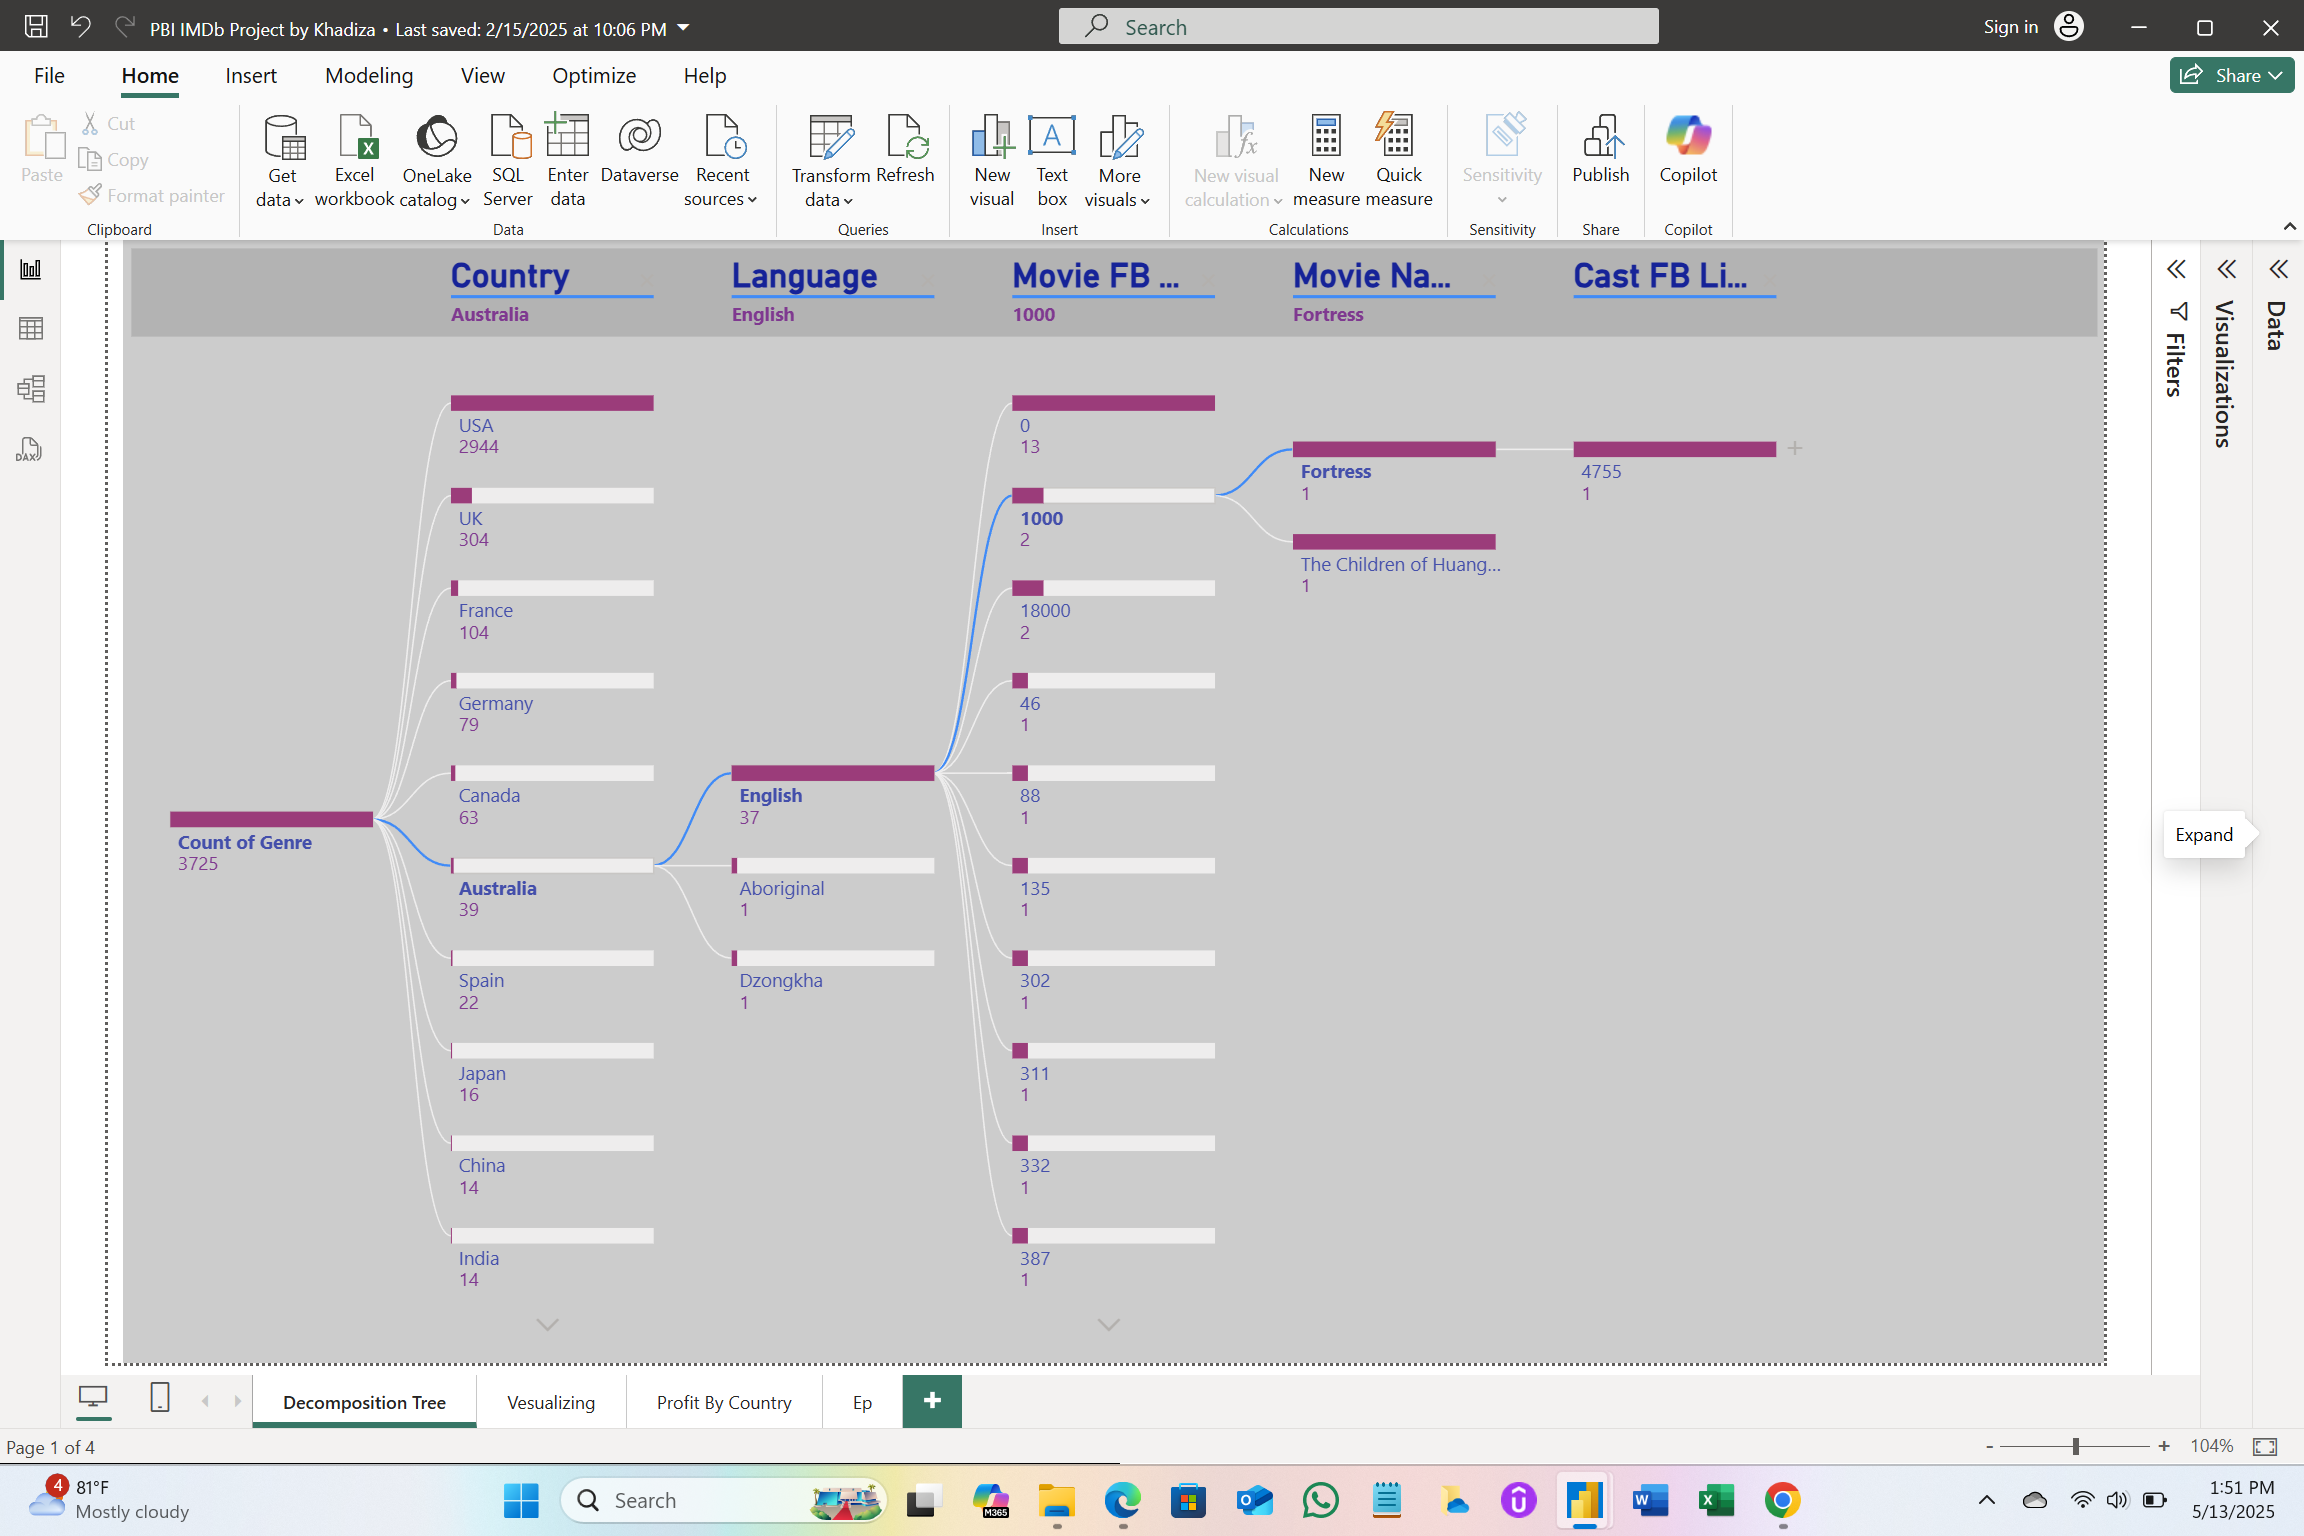 PBI IMDb Project by Khadiza • Last saved: 2/15/2025 at 10:06 PM
Search
Sign in
File Home Insert Modeling View Optimize Help
Share
Paste
Cut
Copy
Format painter
Clipboard
Get data
Excel workbook
OneLake catalog
SQL Server
Enter data
Dataverse
Recent sources
Data
Transform data
Refresh
Queries
New visual
Text box
More visuals
Insert
New visual calculation
New measure
Quick measure
Calculations
Sensitivity
Sensitivity
Publish
Share
Copilot
Copilot
DAX
Country
Australia
Language
English
Movie FB ...
1000
Movie Na...
Fortress
Cast FB Li...
Count of Genre
3725
USA
2944
UK
304
France
104
Germany
79
Canada
63
Australia
39
Spain
22
Japan
16
China
14
India
14
English
37
Aboriginal
1
Dzongkha
1
0
13
1000
2
18000
2
46
1
88
1
135
1
302
1
311
1
332
1
387
1
Fortress
1
The Children of Huang...
1
4755
1
Filters
Visualizations
Data
Expand
Decomposition Tree
Vesualizing
Profit By Country
Ep
Page 1 of 4
- + 104%
4
81°F
Mostly cloudy
Search
M365
1:51 PM
5/13/2025